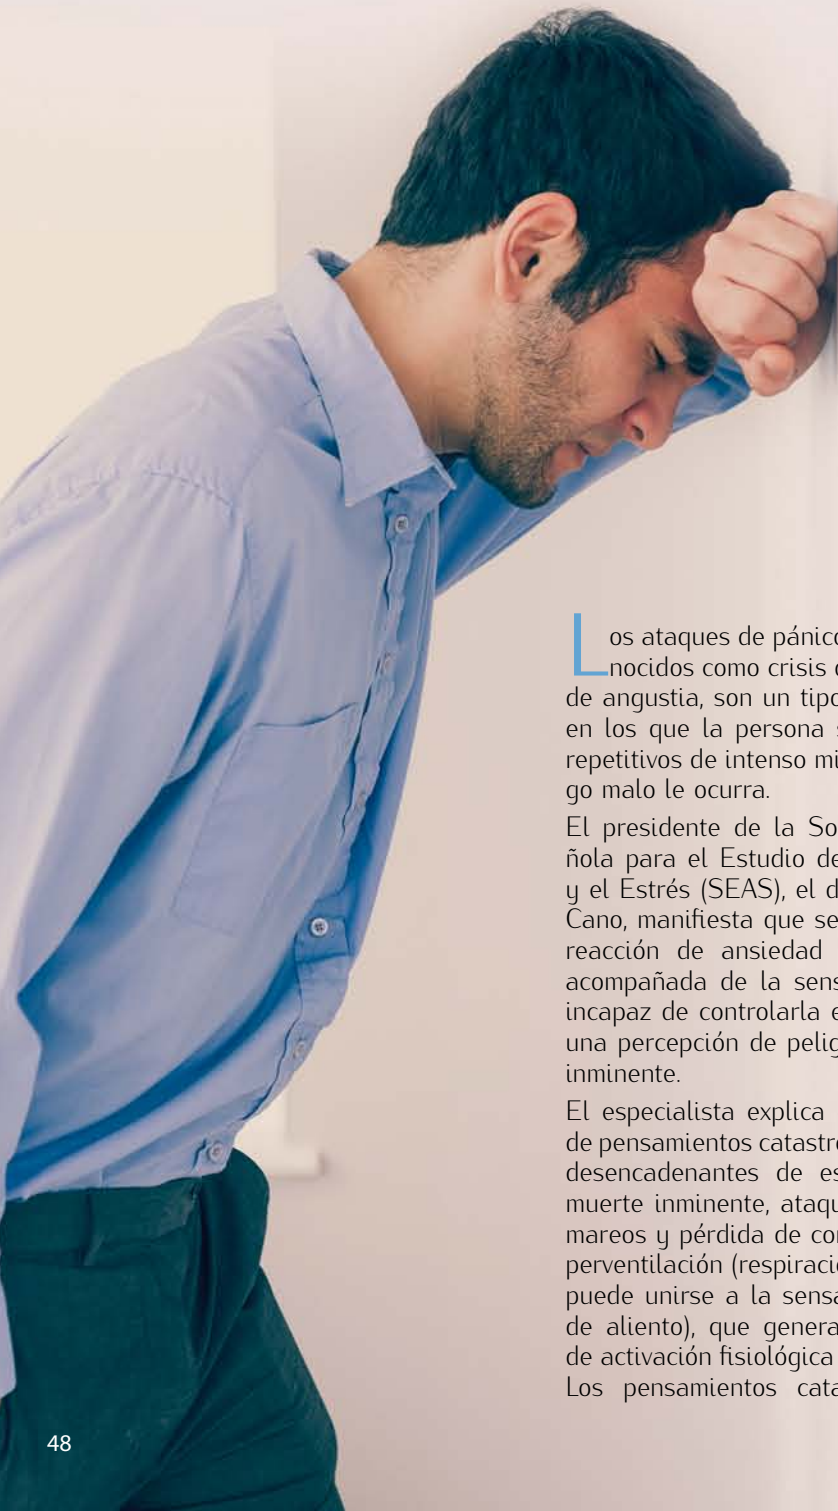 Los ataques de pánico
nocidos como crisis
de angustia, son un tipo
en los que la persona
repetitivos de intenso mi
go malo le ocurra.
El presidente de la So
ñola para el Estudio de
y el Estrés (SEAS), el d
Cano, manifiesta que se
reacción de ansiedad
acompañada de la sens
incapaz de controlarla e
una percepción de pelig
inminente.
El especialista explica
de pensamientos catastr
desencadenantes de es
muerte inminente, ataqu
mareos y pérdida de co
perventilación (respiraci
puede unirse a la sensa
de aliento), que genera
de activación fisiológica
Los pensamientos cata
48